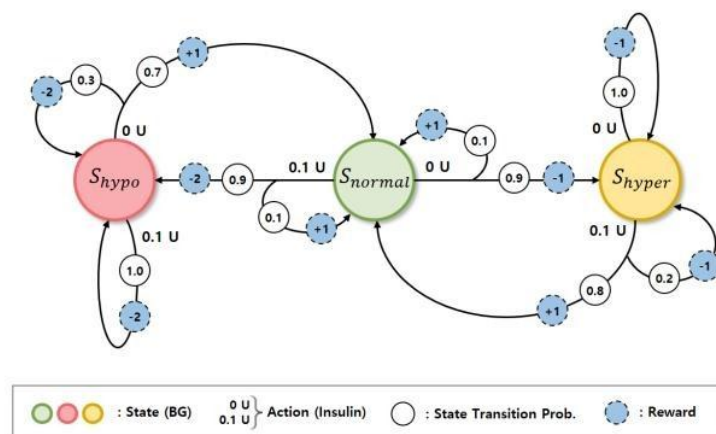 +1
-1
-2
0.3
0.7
1.0
0 U
0 U
+1
0.1
S_hypo
-2
0.9
0.1 U
S_normal
0 U
0.9
-1
S_hyper
0.1
+1
0.1 U
0.1 U
1.0
-2
0.8
0.2
-1
+1
: State (BG)
0 U
0.1 U
} Action (Insulin)
: State Transition Prob.
: Reward